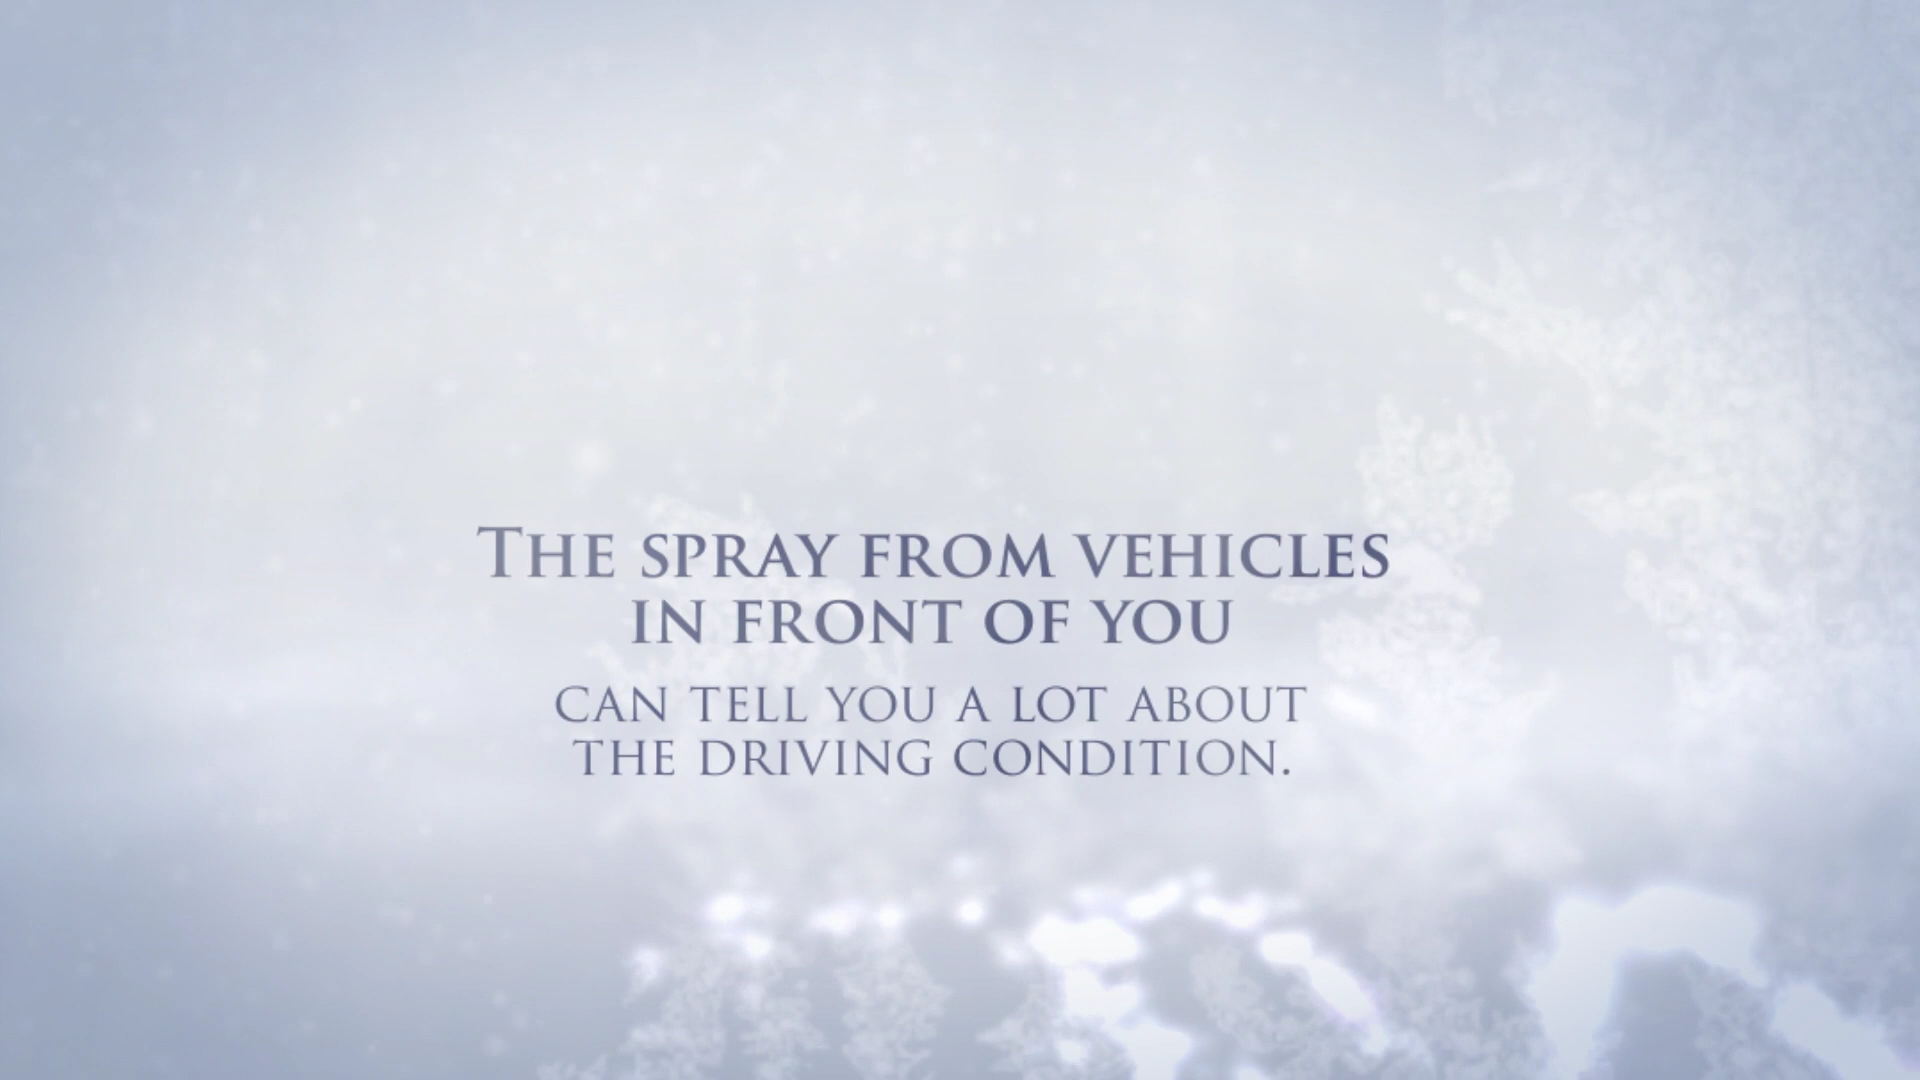 The spray from vehicles
in front of you
can tell you a lot about
the driving condition.